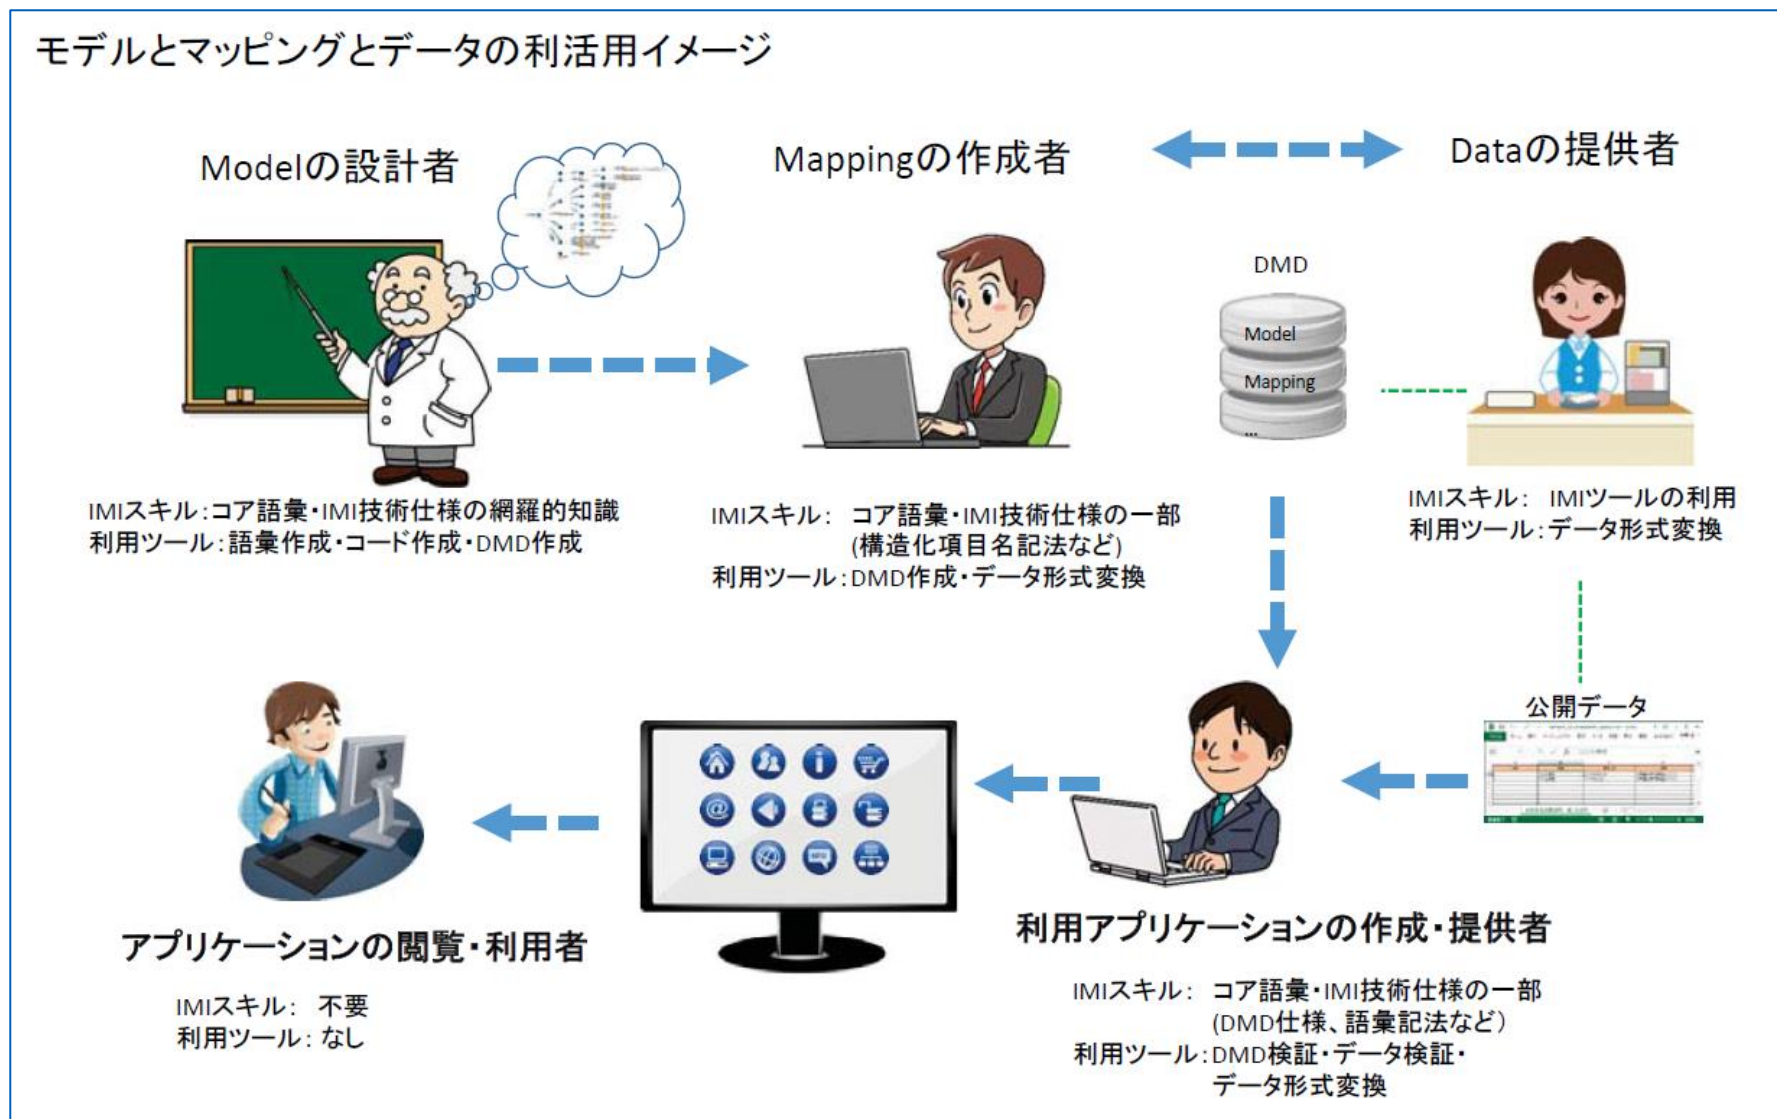 モデルとマッピングとデータの利活用イメージ
Modelの設計者
Mappingの作成者
Dataの提供者
DMD
Model
Mapping
...
IMIスキル：コア語彙・IMI技術仕様の網羅的知識
利用ツール：語彙作成・コード作成・DMD作成
IMIスキル： コア語彙・IMI技術仕様の一部
(構造化項目名記法など)
利用ツール：DMD作成・データ形式変換
IMIスキル： IMIツールの利用
利用ツール：データ形式変換
公開データ
アプリケーションの閲覧・利用者
IMIスキル： 不要
利用ツール： なし
利用アプリケーションの作成・提供者
IMIスキル： コア語彙・IMI技術仕様の一部
(DMD仕様、語彙記法など）
利用ツール：DMD検証・データ検証・
データ形式変換